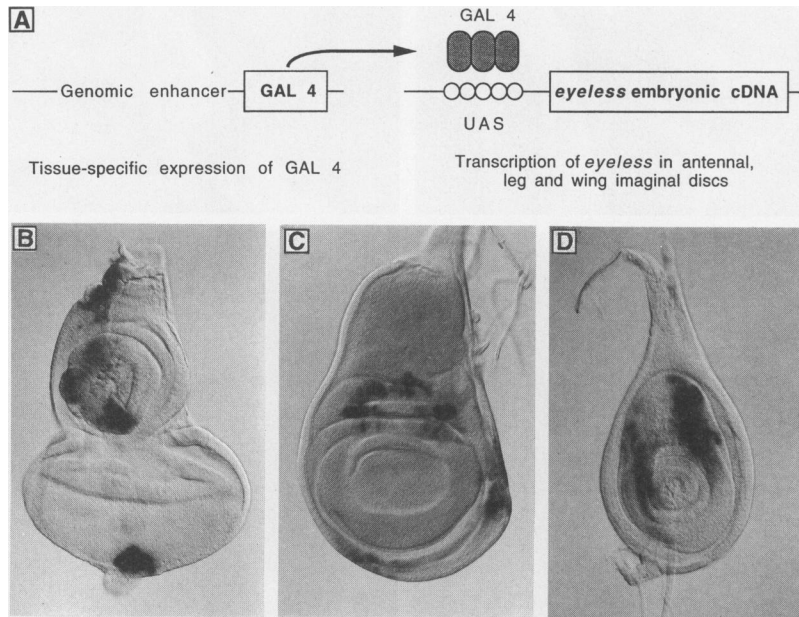 A
GAL 4
Genomic enhancer GAL 4
eyeless embryonic cDNA
UAS
Tissue-specific expression of GAL 4
Transcription of eyeless in antennal,
leg and wing imaginal discs
B
C
D